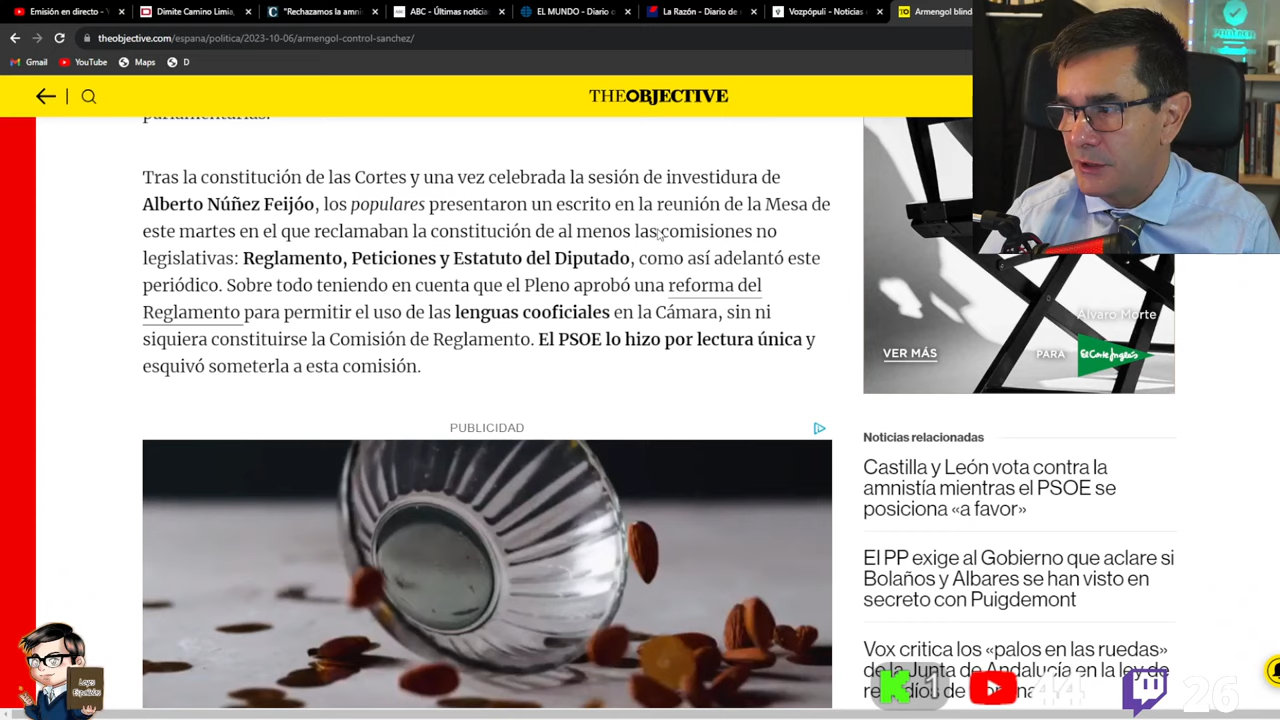 Emisión en directo - Y
Dimite Camino Limia,
"Rechazamos la amni
ABC - Últimas noticia
EL MUNDO - Diario o
La Razón - Diario de
Vozpópuli - Noticias
Armengol blind
theobjective.com/espana/politica/2023-10-06/armengol-control-sanchez/
Gmail
YouTube
Maps
D
THEOBJECTIVE
parlamentarias.
Tras la constitución de las Cortes y una vez celebrada la sesión de investidura de
Alberto Núñez Feijóo, los populares presentaron un escrito en la reunión de la Mesa de
este martes en el que reclamaban la constitución de al menos las comisiones no
legislativas: Reglamento, Peticiones y Estatuto del Diputado, como así adelantó este
periódico. Sobre todo teniendo en cuenta que el Pleno aprobó una reforma del
Reglamento para permitir el uso de las lenguas cooficiales en la Cámara, sin ni
siquiera constituirse la Comisión de Reglamento. El PSOE lo hizo por lectura única y
esquivó someterla a esta comisión.
PUBLICIDAD
Álvaro Morte
VER MÁS
PARA
El Corte Inglés
Noticias relacionadas
Castilla y León vota contra la
amnistía mientras el PSOE se
posiciona «a favor»
El PP exige al Gobierno que aclare si
Bolaños y Albares se han visto en
secreto con Puigdemont
Vox critica los «palos en las ruedas»
de la Junta de Andalucía en la ley de
Leyes
Españolas
K 1
44
26